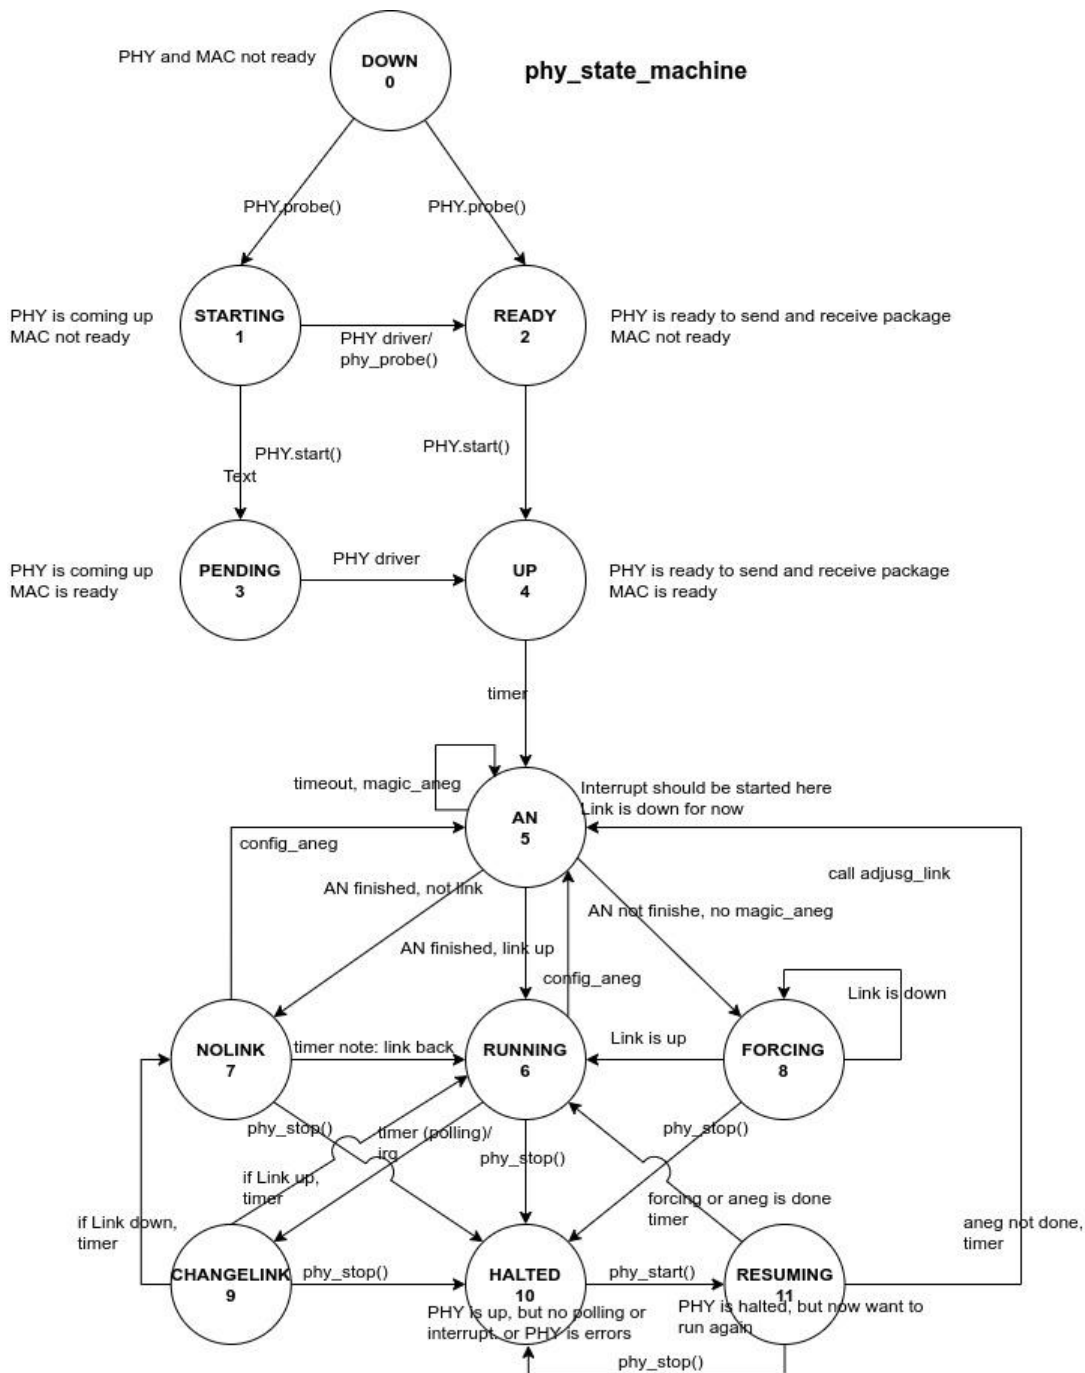 PHY and MAC not ready
DOWN
0
phy_state_machine
PHY.probe()
PHY.probe()
PHY is coming up
MAC not ready
STARTING
1
PHY driver/
phy_probe()
READY
2
PHY is ready to send and receive package
MAC not ready
PHY.start()
Text
PHY.start()
PHY is coming up
MAC is ready
PENDING
3
PHY driver
UP
4
PHY is ready to send and receive package
MAC is ready
timer
timeout, magic_aneg
AN
5
Interrupt should be started here
Link is down for now
config_aneg
AN finished, not link
call adjusg_link
AN not finishe, no magic_aneg
AN finished, link up
config_aneg
Link is down
NOLINK
7
timer note: link back
RUNNING
6
Link is up
FORCING
8
phy_stop()
timer (polling)/
irg
phy_stop()
phy_stop()
if Link up,
timer
forcing or aneg is done
timer
if Link down,
timer
aneg not done,
timer
CHANGELINK
9
phy_stop()
HALTED
10
phy_start()
RESUMING
11
PHY is up, but no polling or
interrupt. or PHY is errors
PHY is halted, but now want to
run again
phy_stop()